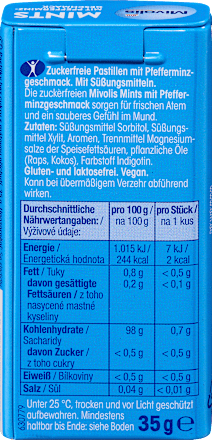 Mivolis
MINTS
Zuckerfreie Pastillen mit Pfefferminz-
geschmack. Mit Süßungsmitteln.
Die zuckerfreien Mivolis Mints mit Pfeffer-
minzgeschmack sorgen für frischen Atem
und ein sauberes Gefühl im Mund.
Zutaten: Süßungsmittel Sorbitol, Süßungs-
mittel Xylit, Aromen, Trennmittel Magnesium-
salze der Speisefettsäuren, pflanzliche Öle
(Raps, Kokos), Farbstoff Indigotin.
Gluten- und laktosefrei. Vegan.
Kann bei übermäßigem Verzehr abführend
wirken.
Durchschnittliche pro 100 g/ pro Stück/
Nährwertangaben:/ na 100 g na 1 kus
Výživové údaje:
Energie / 1.015 kJ/ 7 kJ/
Energetická hodnota 244 kcal 2 kcal
Fett / Tuky 0,8 g < 0,5 g
davon gesättigte 0,2 g < 0,1 g
Fettsäuren / z toho
nasycené mastné
kyseliny
Kohlenhydrate / 98 g 0,7 g
Sacharidy
davon Zucker / < 0,5 g < 0,5 g
z toho cukry
Eiweiß / Bílkoviny < 0,5 g < 0,5 g
Salz / Sůl 0,04 g < 0,01 g
Unter 25 °C, trocken und vor Licht geschützt
aufbewahren. Mindestens
haltbar bis Ende: siehe Boden
35 g ℮
630779